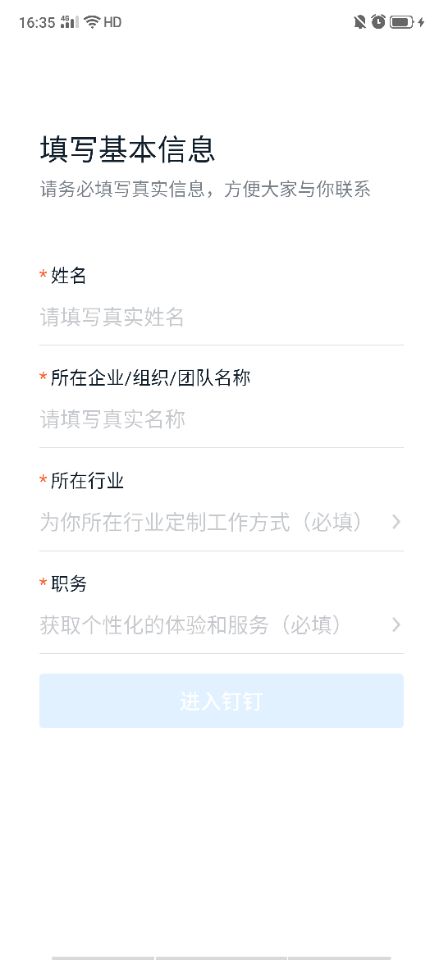 16:35 4G HD
填写基本信息
请务必填写真实信息，方便大家与你联系
* 姓名
请填写真实姓名
* 所在企业/组织/团队名称
请填写真实名称
* 所在行业
为你所在行业定制工作方式（必填）
* 职务
获取个性化的体验和服务（必填）
进入钉钉